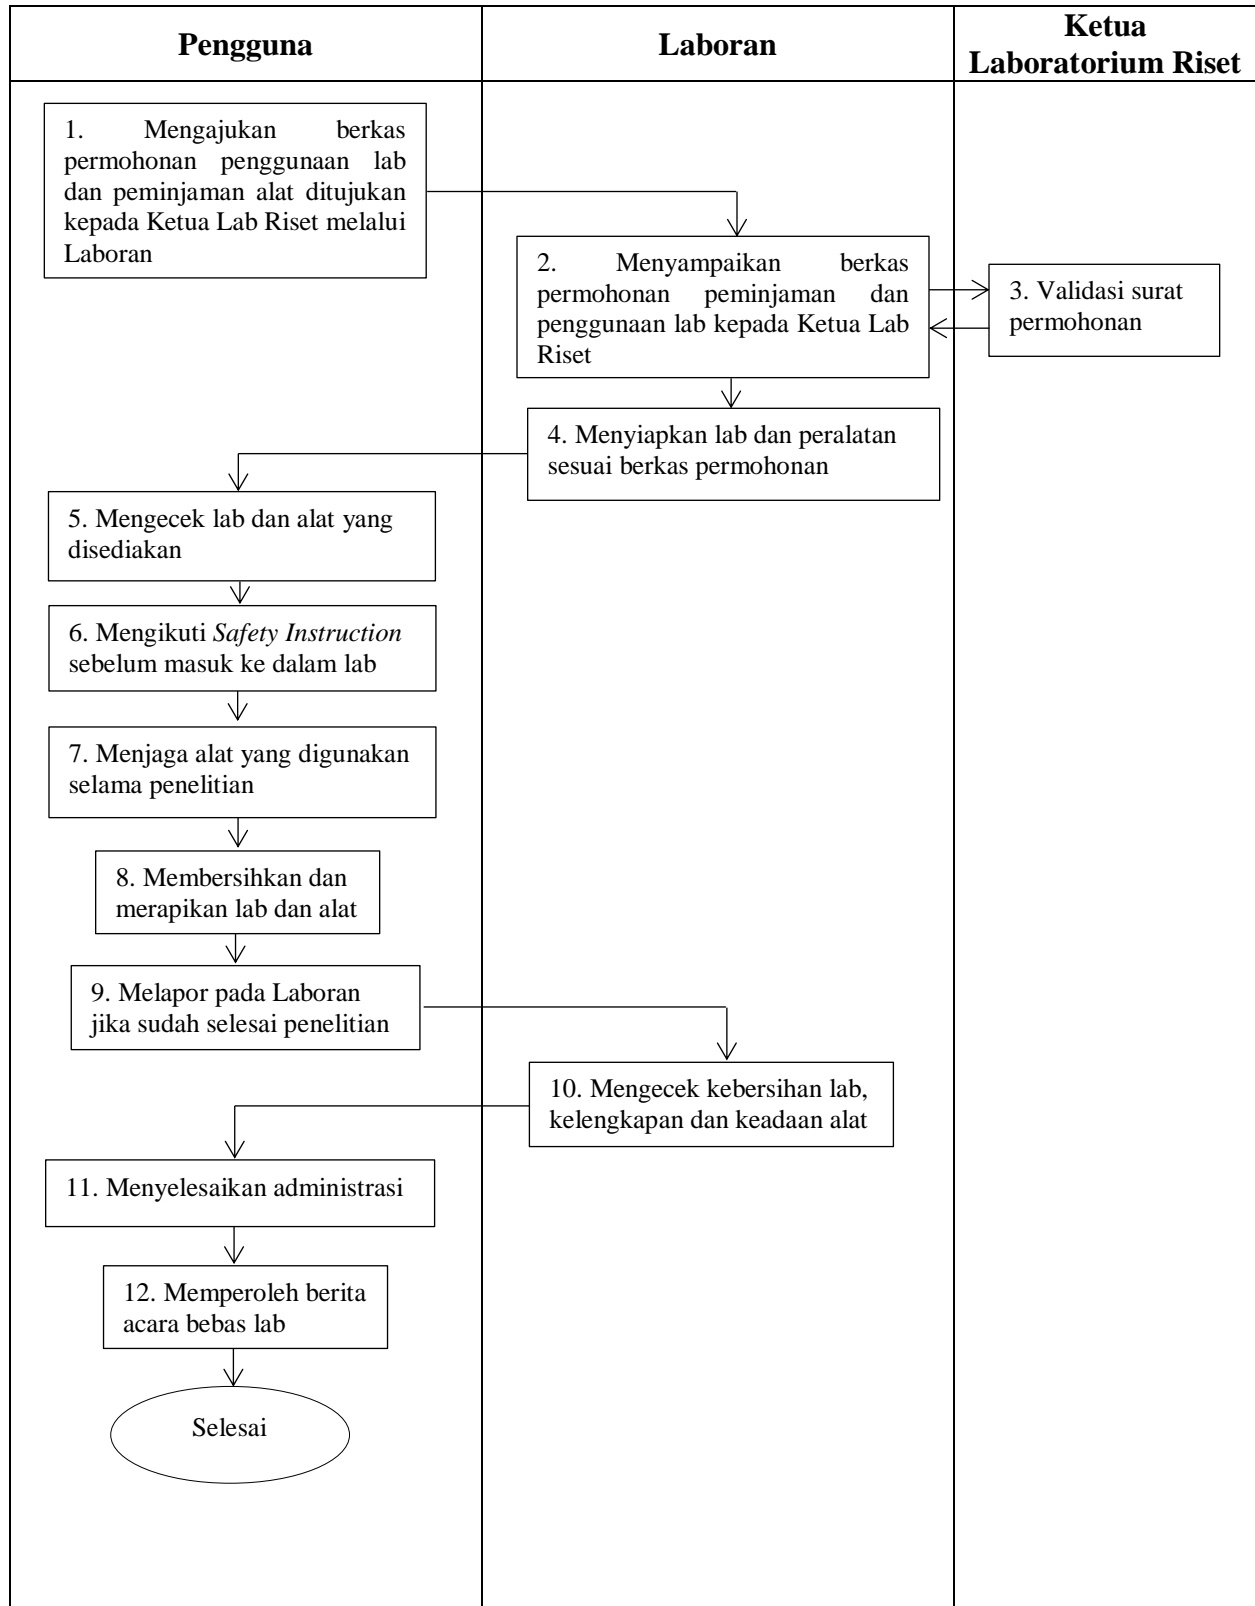 Pengguna
Laboran
Ketua
Laboratorium Riset
1. Mengajukan berkas
permohonan penggunaan lab
dan peminjaman alat ditujukan
kepada Ketua Lab Riset melalui
Laboran
2. Menyampaikan berkas
permohonan peminjaman dan
penggunaan lab kepada Ketua Lab
Riset
3. Validasi surat
permohonan
4. Menyiapkan lab dan peralatan
sesuai berkas permohonan
5. Mengecek lab dan alat yang
disediakan
6. Mengikuti Safety Instruction
sebelum masuk ke dalam lab
7. Menjaga alat yang digunakan
selama penelitian
8. Membersihkan dan
merapikan lab dan alat
9. Melapor pada Laboran
jika sudah selesai penelitian
10. Mengecek kebersihan lab,
kelengkapan dan keadaan alat
11. Menyelesaikan administrasi
12. Memperoleh berita
acara bebas lab
Selesai